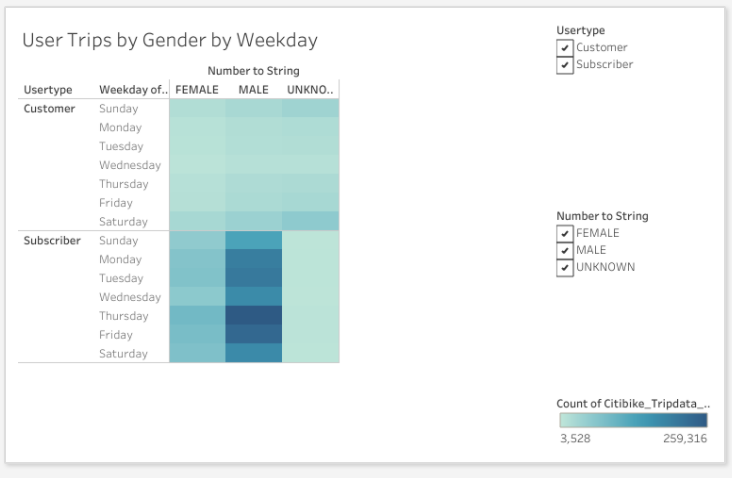 User Trips by Gender by Weekday
Number to String
Usertype Weekday of.. FEMALE MALE UNKNO..
Customer Sunday
Monday
Tuesday
Wednesday
Thursday
Friday
Saturday
Subscriber Sunday
Monday
Tuesday
Wednesday
Thursday
Friday
Saturday
Usertype
Customer
Subscriber
Number to String
FEMALE
MALE
UNKNOWN
Count of Citibike_Tripdata_..
3,528 259,316